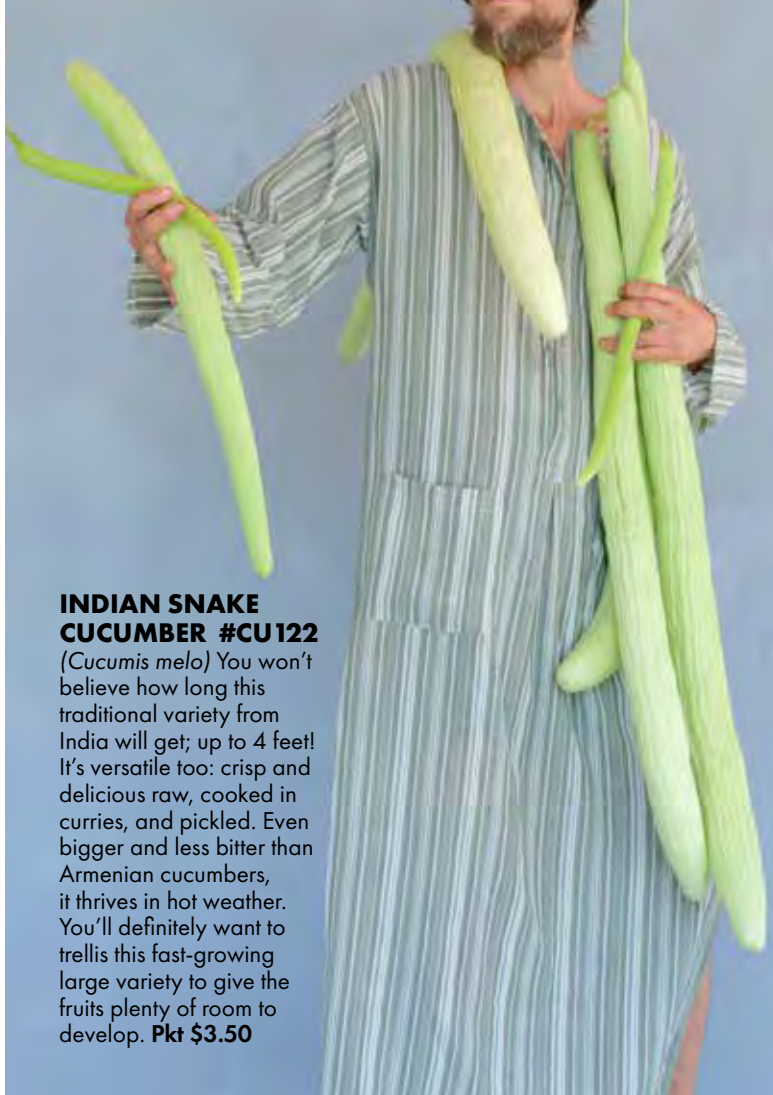 INDIAN SNAKE
CUCUMBER #CU122
(Cucumis melo) You won't
believe how long this
traditional variety from
India will get; up to 4 feet!
It's versatile too: crisp and
delicious raw, cooked in
curries, and pickled. Even
bigger and less bitter than
Armenian cucumbers,
it thrives in hot weather.
You'll definitely want to
trellis this fast-growing
large variety to give the
fruits plenty of room to
develop. Pkt $3.50